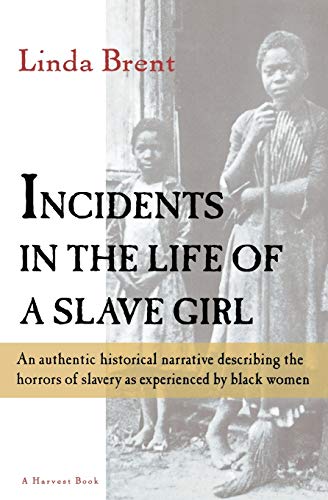 Linda Brent
INCIDENTS
IN THE LIFE OF
A SLAVE GIRL
An authentic historical narrative describing the
horrors of slavery as experienced by black women
A Harvest Book